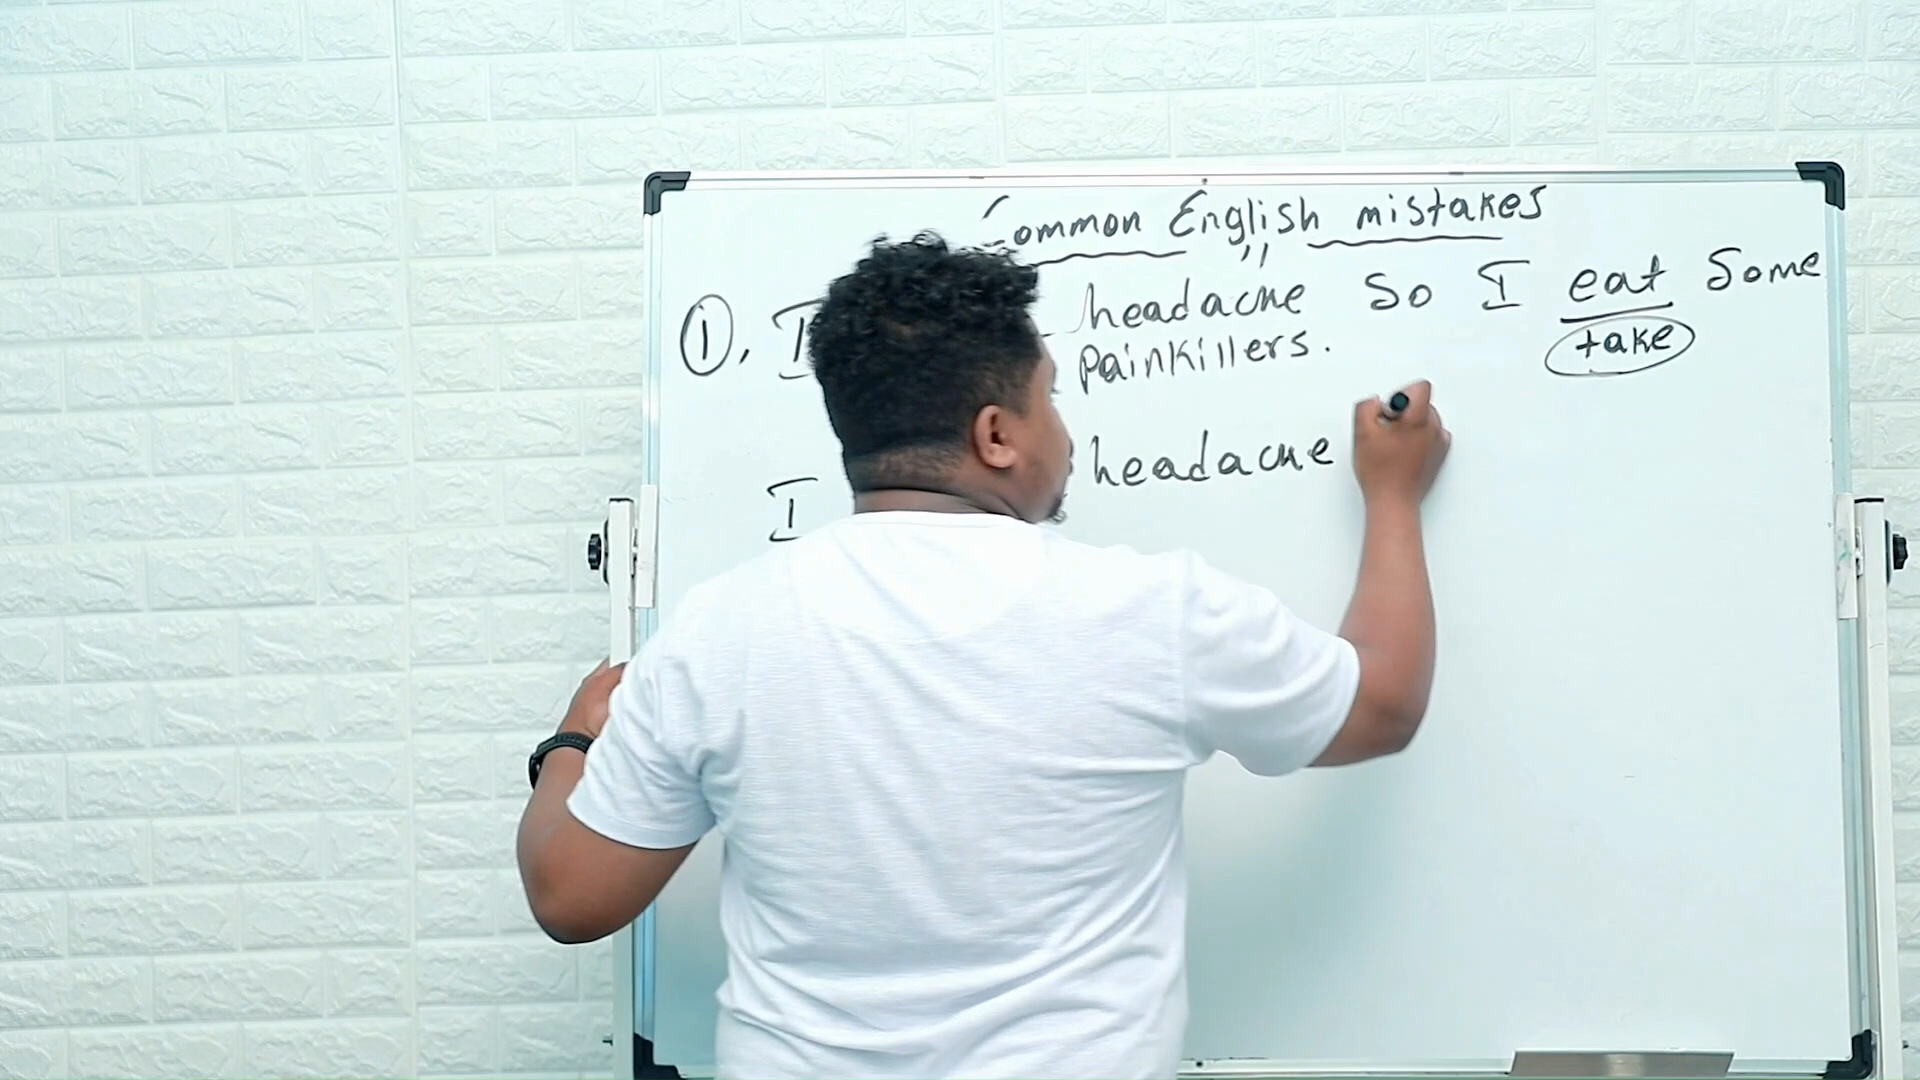 Common English mistakes
①. I headache So I eat Some
take
Painkillers.
I headache